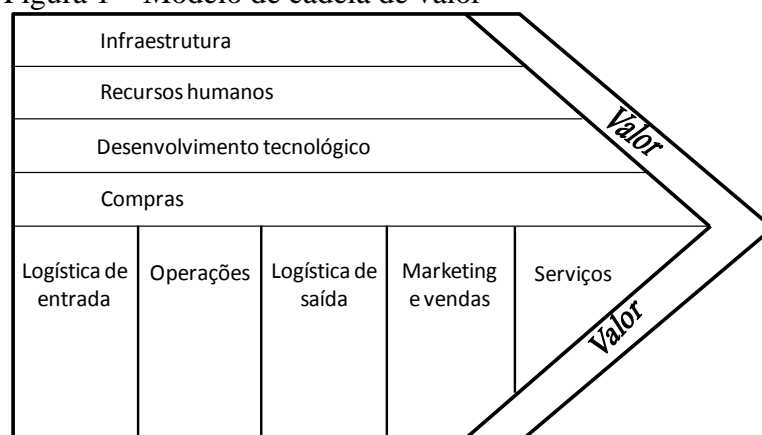 Figura 1 – Modelo de cadeia de valor
Infraestrutura
Recursos humanos
Desenvolvimento tecnológico
Compras
Valor
Logística de
entrada
Operações
Logística de
saída
Marketing
e vendas
Serviços
Valor